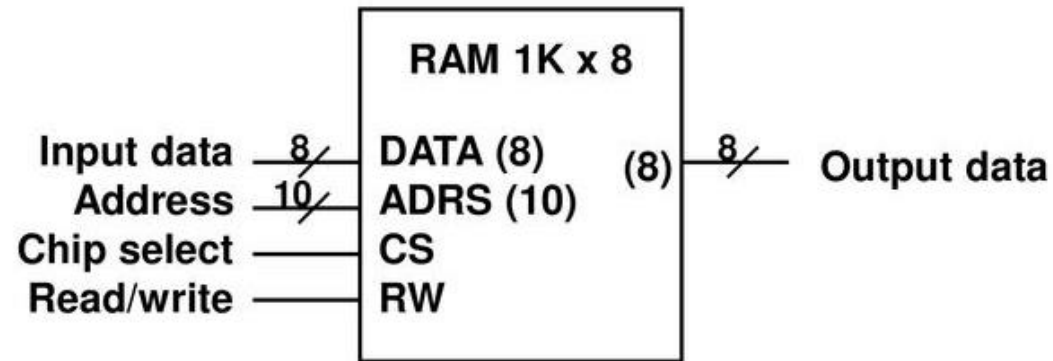 RAM 1K x 8
Input data 8 DATA (8) (8) 8 Output data
Address 10 ADRS (10)
Chip select CS
Read/write RW